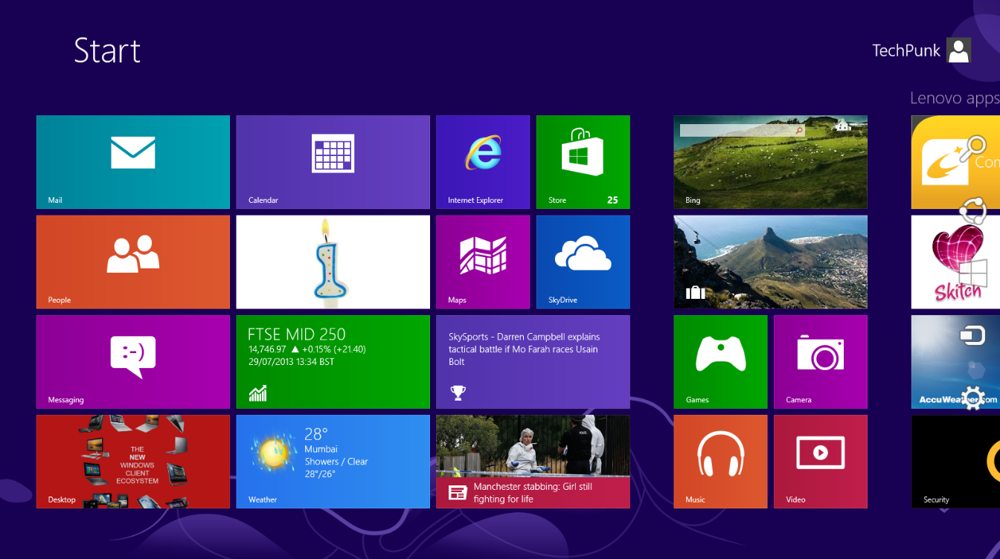 Start
TechPunk
Lenovo apps
Mail
Calendar
Internet Explorer
Store
25
Bing
People
Maps
SkyDrive
Skitch
Messaging
FTSE MID 250
14,746.97 ▲ +0.15% (+21.40)
29/07/2013 13:34 BST
SkySports - Darren Campbell explains
tactical battle if Mo Farah races Usain
Bolt
Games
Camera
AccuWeather.com
THE
NEW
WINDOWS
CLIENT
ECOSYSTEM
Desktop
28°
Mumbai
Showers / Clear
28°/26°
Weather
Manchester stabbing: Girl still
fighting for life
Music
Video
Security